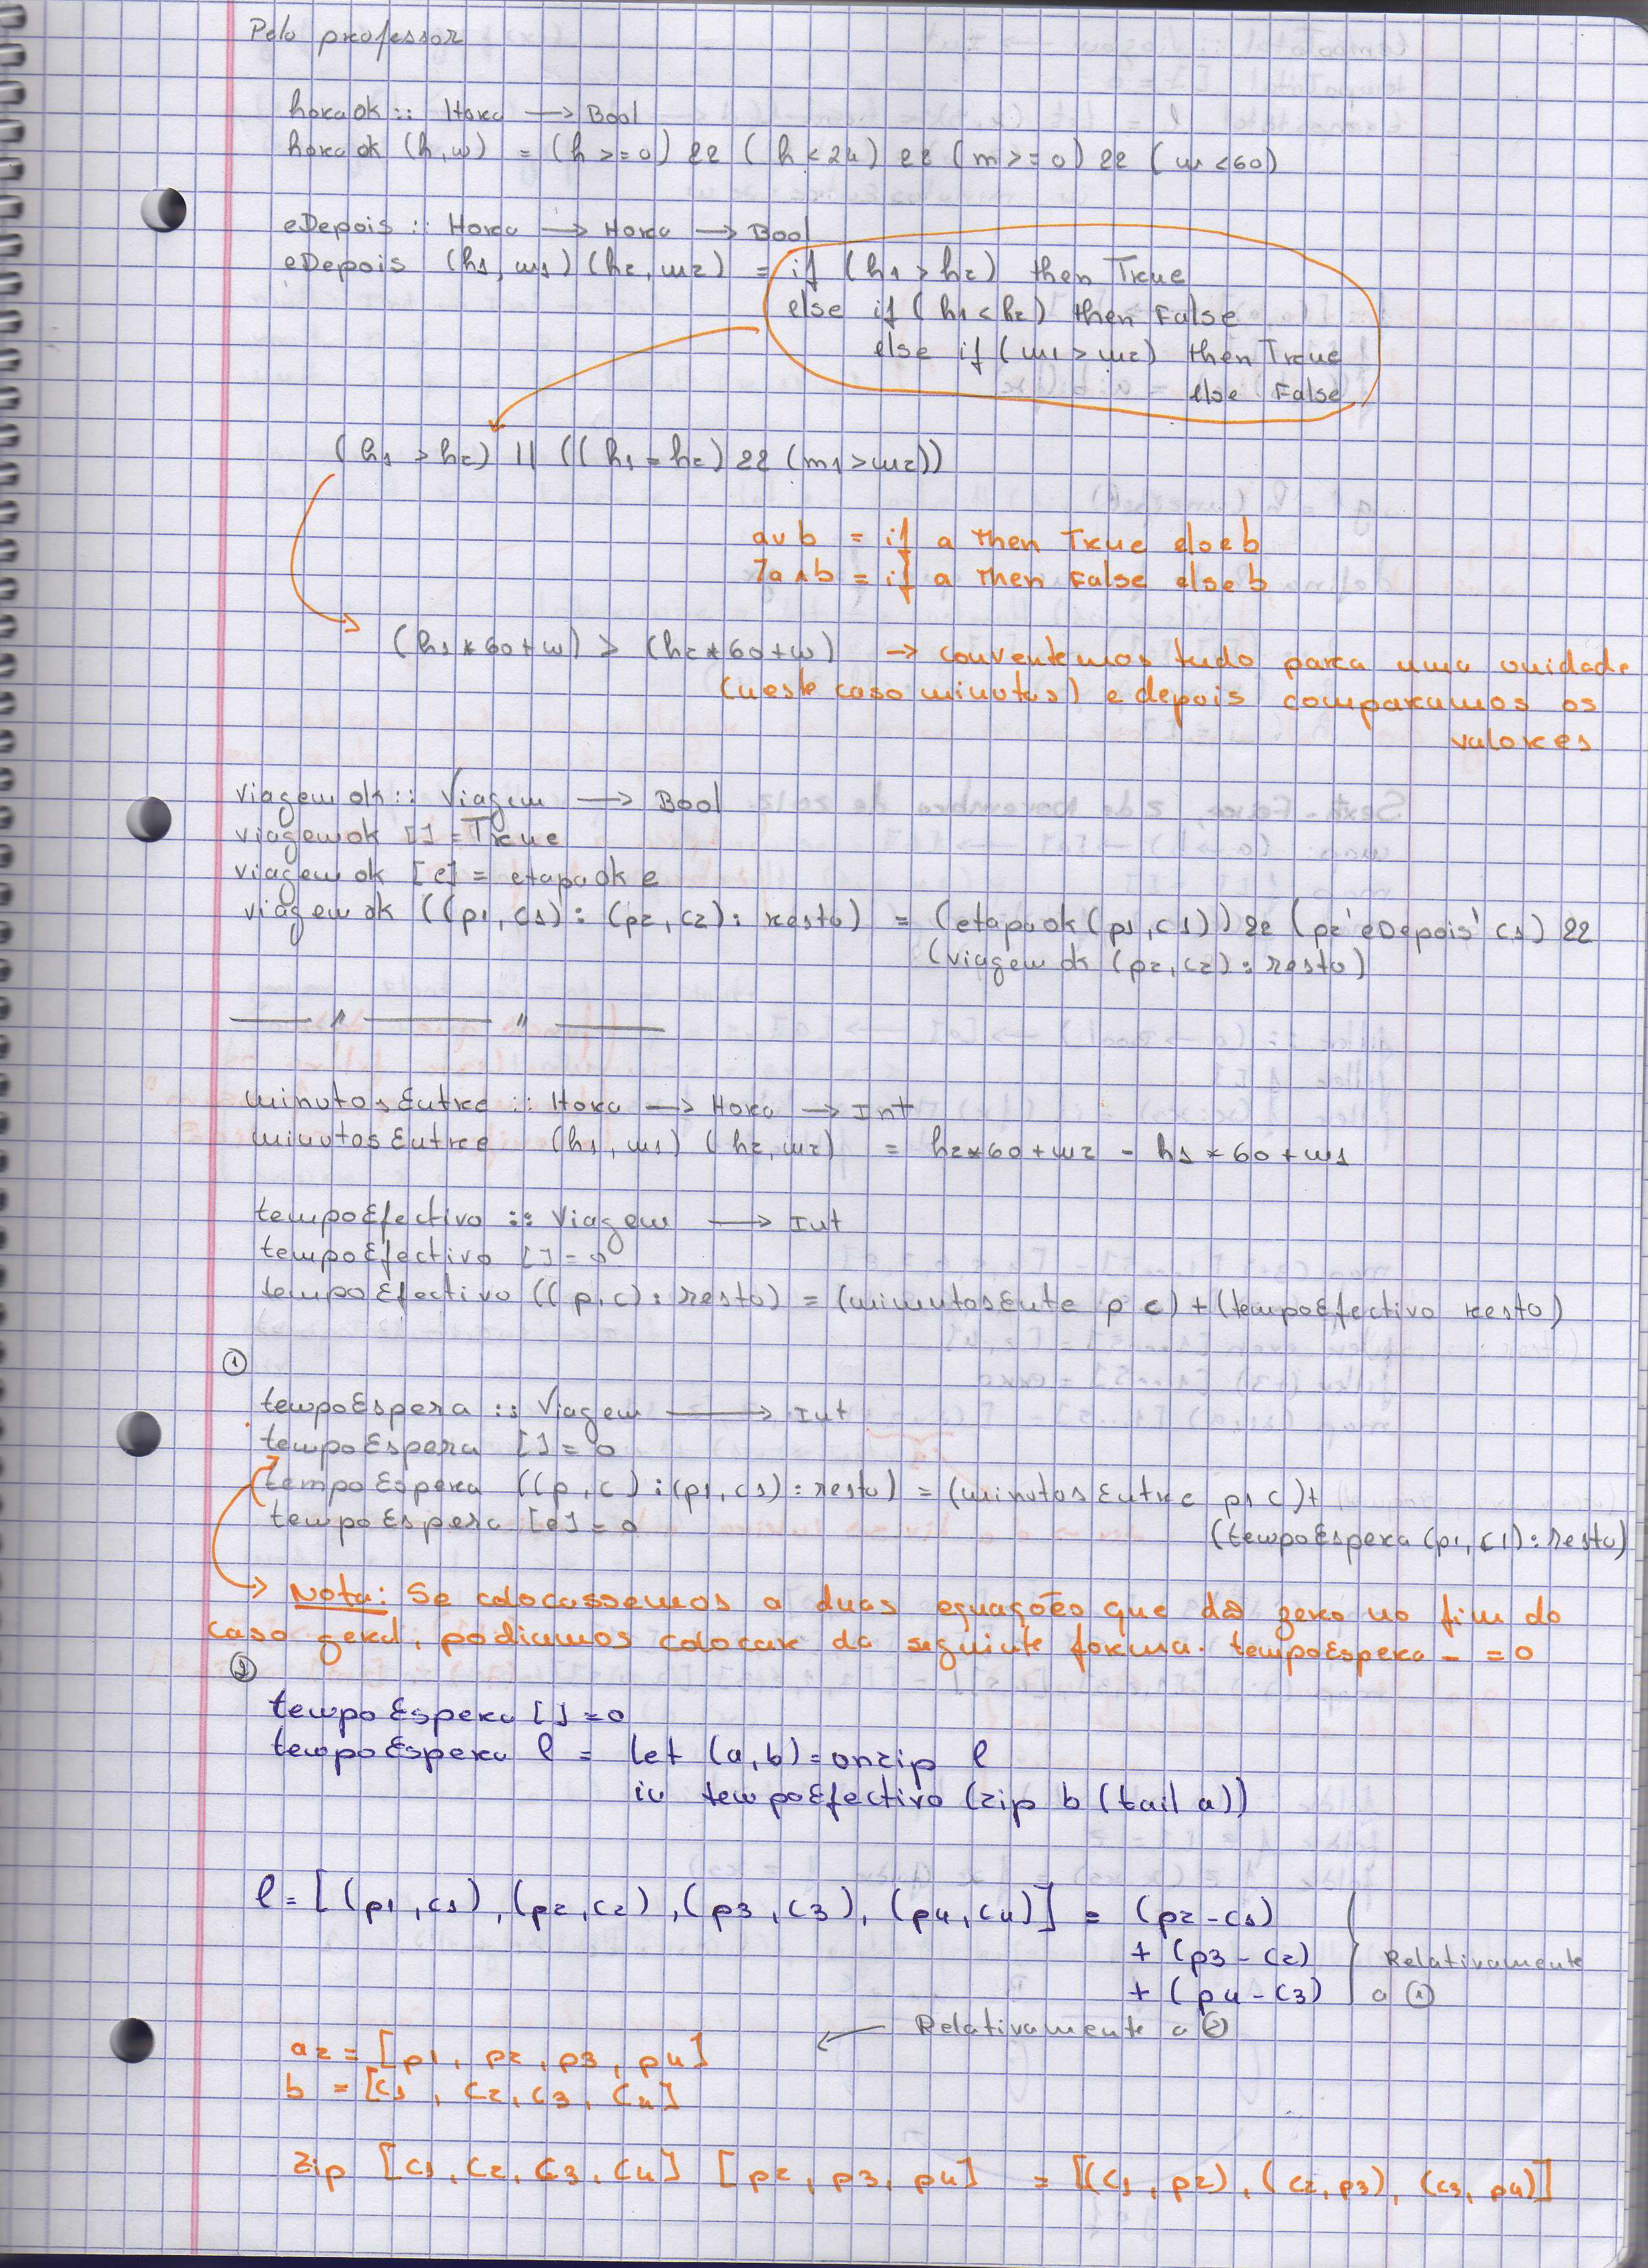 Pelo professor
horaok :: Hora → Bool
horaok (h,m) = (h >= 0) && (h < 24) && (m >= 0) && (m < 60)
eDepois :: Hora → Hora → Bool
eDepois (h1, m1) (h2, m2) = if (h1 > h2) then True
else if (h1 < h2) then False
else if (m1 > m2) then True
else False
(h1 > h2) || ((h1 = h2) && (m1 > m2))
a ∨ b = if a then True else b
¬a ∧ b = if a then False else b
(h1 * 60 + m) > (h2 * 60 + m) → conventemos tudo para uma unidade
(neste caso minutos) e depois comparamos os
valores
viagemok :: Viagem → Bool
viagemok [] = True
viagemok [e] = etapaok e
viagemok ((p1, c1) : (p2, c2) : resto) = (etapaok (p1, c1)) && (p2 'eDepois' c1) &&
(viagemok (p2, c2) : resto)
—— " —— " ——
minutosEntre :: Hora → Hora → Int
minutosEntre (h1, m1) (h2, m2) = h2*60 + m2 - h1 * 60 + m1
tempoEfectivo :: Viagem → Int
tempoEfectivo [] = 0
tempoEfectivo ((p,c) : resto) = (minutosEnte p c) + (tempoEfectivo resto)
①
tempoEspera :: Viagem → Int
tempoEspera [] = 0
tempoEspera ((p, c) : (p1, c1) : resto) = (minutosEntre p1 c) +
tempoEspera [e] = 0
(tempoEspera (p1, c1) : resto)
→ Nota: Se colocassemos a duas equações que dão zero no fim do
caso geral, podiamos colocar da seguinte forma. tempoEspera _ = 0
②
tempoEspera [] = 0
tempoEspera l = let (a, b) = unzip l
in tempoEfectivo (zip b (tail a))
l = [(p1, c1), (p2, c2), (p3, c3), (p4, c4)] = (p2 - c1)
+ (p3 - c2)
+ (p4 - c3)
Relativamente
a ①
← Relativamente a ②
a2 = [p1, p2, p3, p4]
b = [c1, c2, c3, c4]
zip [c1, c2, c3, c4] [p2, p3, p4] = [(c1, p2), (c2, p3), (c3, p4)]